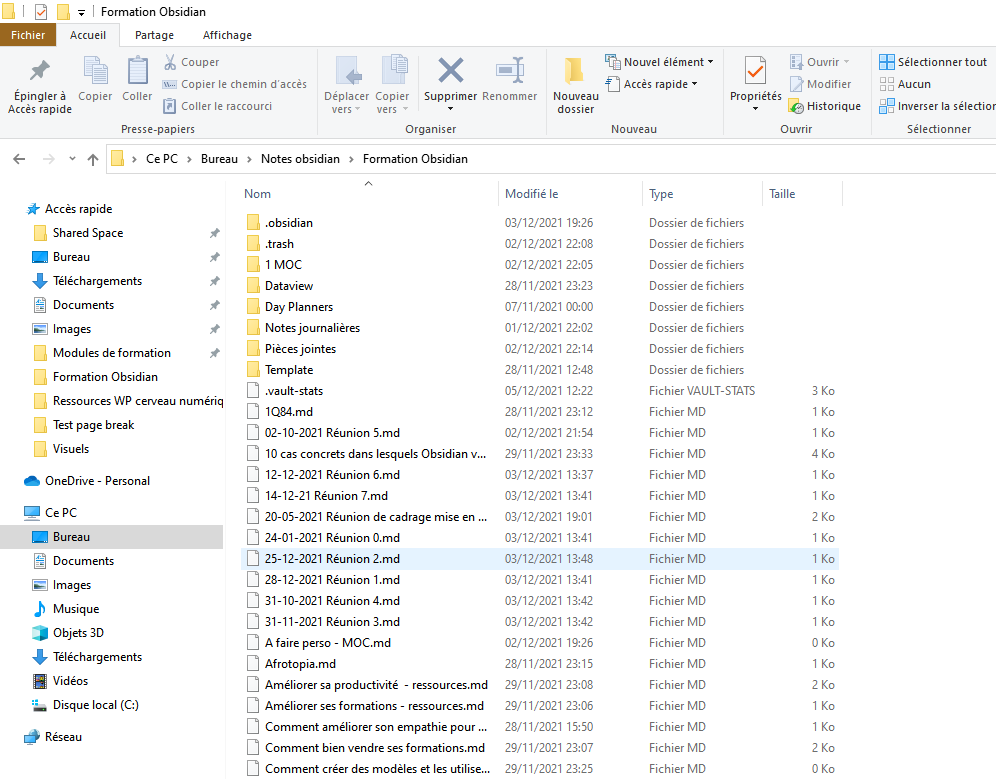 Formation Obsidian
Fichier Accueil Partage Affichage
Épingler à Accès rapide
Copier
Coller
Couper
Copier le chemin d'accès
Coller le raccourci
Presse-papiers
Déplacer vers
Copier vers
Supprimer
Renommer
Organiser
Nouveau dossier
Nouvel élément
Accès rapide
Nouveau
Propriétés
Ouvrir
Modifier
Historique
Ouvrir
Sélectionner tout
Aucun
Inverser la sélection
Sélectionner
Ce PC > Bureau > Notes obsidian > Formation Obsidian
Accès rapide
Shared Space
Bureau
Téléchargements
Documents
Images
Modules de formation
Formation Obsidian
Ressources WP cerveau numériq
Test page break
Visuels
OneDrive - Personal
Ce PC
Bureau
Documents
Images
Musique
Objets 3D
Téléchargements
Vidéos
Disque local (C:)
Réseau
Nom Modifié le Type Taille
.obsidian 03/12/2021 19:26 Dossier de fichiers
.trash 02/12/2021 22:08 Dossier de fichiers
1 MOC 02/12/2021 22:05 Dossier de fichiers
Dataview 28/11/2021 23:23 Dossier de fichiers
Day Planners 07/11/2021 00:00 Dossier de fichiers
Notes journalières 01/12/2021 22:02 Dossier de fichiers
Pièces jointes 02/12/2021 22:14 Dossier de fichiers
Template 28/11/2021 12:48 Dossier de fichiers
.vault-stats 05/12/2021 12:22 Fichier VAULT-STATS 3 Ko
1Q84.md 28/11/2021 23:12 Fichier MD 1 Ko
02-10-2021 Réunion 5.md 02/12/2021 21:54 Fichier MD 1 Ko
10 cas concrets dans lesquels Obsidian v... 29/11/2021 23:33 Fichier MD 4 Ko
12-12-2021 Réunion 6.md 03/12/2021 13:37 Fichier MD 1 Ko
14-12-21 Réunion 7.md 03/12/2021 13:41 Fichier MD 1 Ko
20-05-2021 Réunion de cadrage mise en ... 03/12/2021 19:01 Fichier MD 2 Ko
24-01-2021 Réunion 0.md 03/12/2021 13:41 Fichier MD 1 Ko
25-12-2021 Réunion 2.md 03/12/2021 13:48 Fichier MD 1 Ko
28-12-2021 Réunion 1.md 03/12/2021 13:41 Fichier MD 1 Ko
31-10-2021 Réunion 4.md 03/12/2021 13:42 Fichier MD 1 Ko
31-11-2021 Réunion 3.md 03/12/2021 13:42 Fichier MD 1 Ko
A faire perso - MOC.md 02/12/2021 19:26 Fichier MD 0 Ko
Afrotopia.md 28/11/2021 23:15 Fichier MD 1 Ko
Améliorer sa productivité - ressources.md 29/11/2021 23:08 Fichier MD 2 Ko
Améliorer ses formations - ressources.md 29/11/2021 23:06 Fichier MD 1 Ko
Comment améliorer son empathie pour ... 28/11/2021 15:50 Fichier MD 1 Ko
Comment bien vendre ses formations.md 29/11/2021 23:07 Fichier MD 2 Ko
Comment créer des modèles et les utilise... 29/11/2021 23:25 Fichier MD 0 Ko